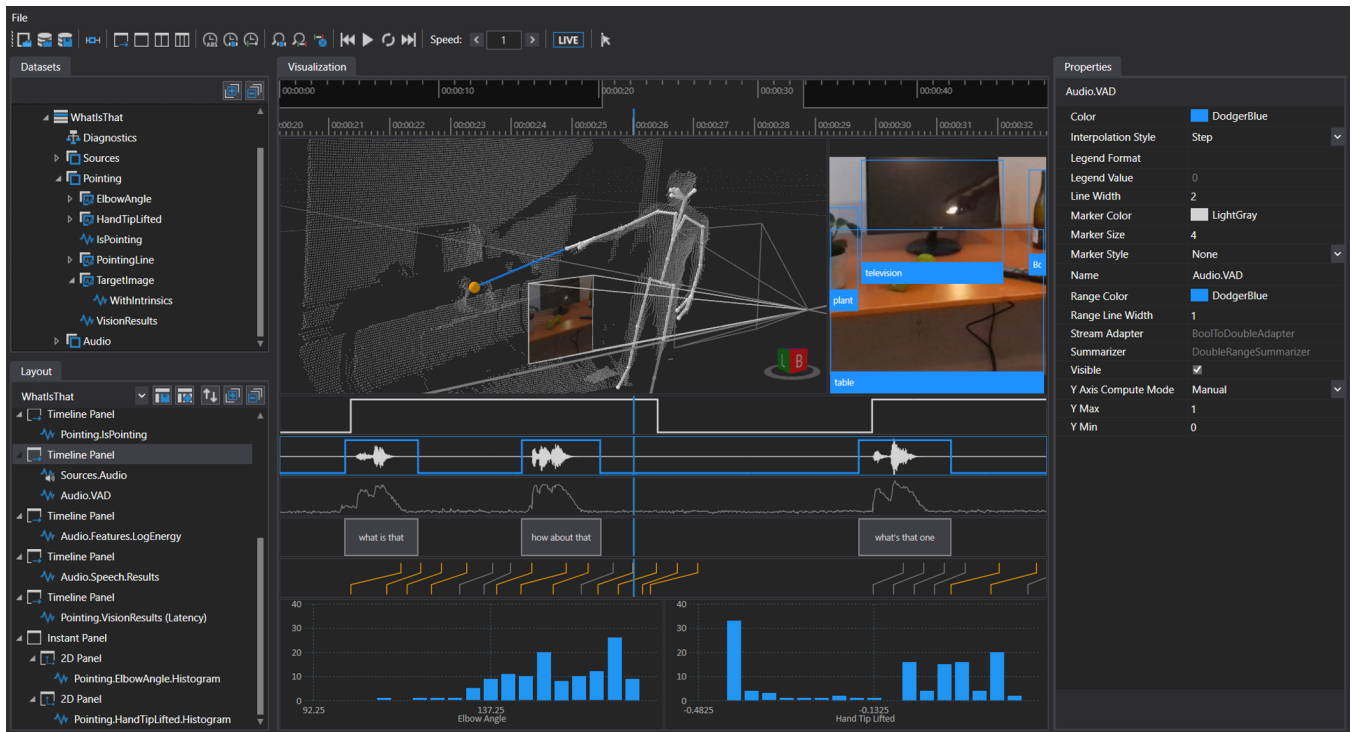 File
ABS
Speed: 1 LIVE
Datasets
WhatIsThat
Diagnostics
Sources
Pointing
ElbowAngle
HandTipLifted
IsPointing
PointingLine
TargetImage
WithIntrinsics
VisionResults
Audio
Layout
WhatIsThat
Timeline Panel
Pointing.IsPointing
Timeline Panel
Sources.Audio
Audio.VAD
Timeline Panel
Audio.Features.LogEnergy
Timeline Panel
Audio.Speech.Results
Timeline Panel
Pointing.VisionResults (Latency)
Instant Panel
2D Panel
Pointing.ElbowAngle.Histogram
2D Panel
Pointing.HandTipLifted.Histogram
Visualization
00:00:00 00:00:10 00:00:20 00:00:30 00:00:40
00:20 00:00:21 00:00:22 00:00:23 00:00:24 00:00:25 00:00:26 00:00:27 00:00:28 00:00:29 00:00:30 00:00:31 00:00:32
L B
television
Bc
plant
table
what is that how about that what's that one
40
30
20
10
0
92.25 137.25
Elbow Angle
40
30
20
10
0
-0.4825 -0.1325
Hand Tip Lifted
Properties
Audio.VAD
Color DodgerBlue
Interpolation Style Step
Legend Format
Legend Value 0
Line Width 2
Marker Color LightGray
Marker Size 4
Marker Style None
Name Audio.VAD
Range Color DodgerBlue
Range Line Width 1
Stream Adapter BoolToDoubleAdapter
Summarizer DoubleRangeSummarizer
Visible
Y Axis Compute Mode Manual
Y Max 1
Y Min 0